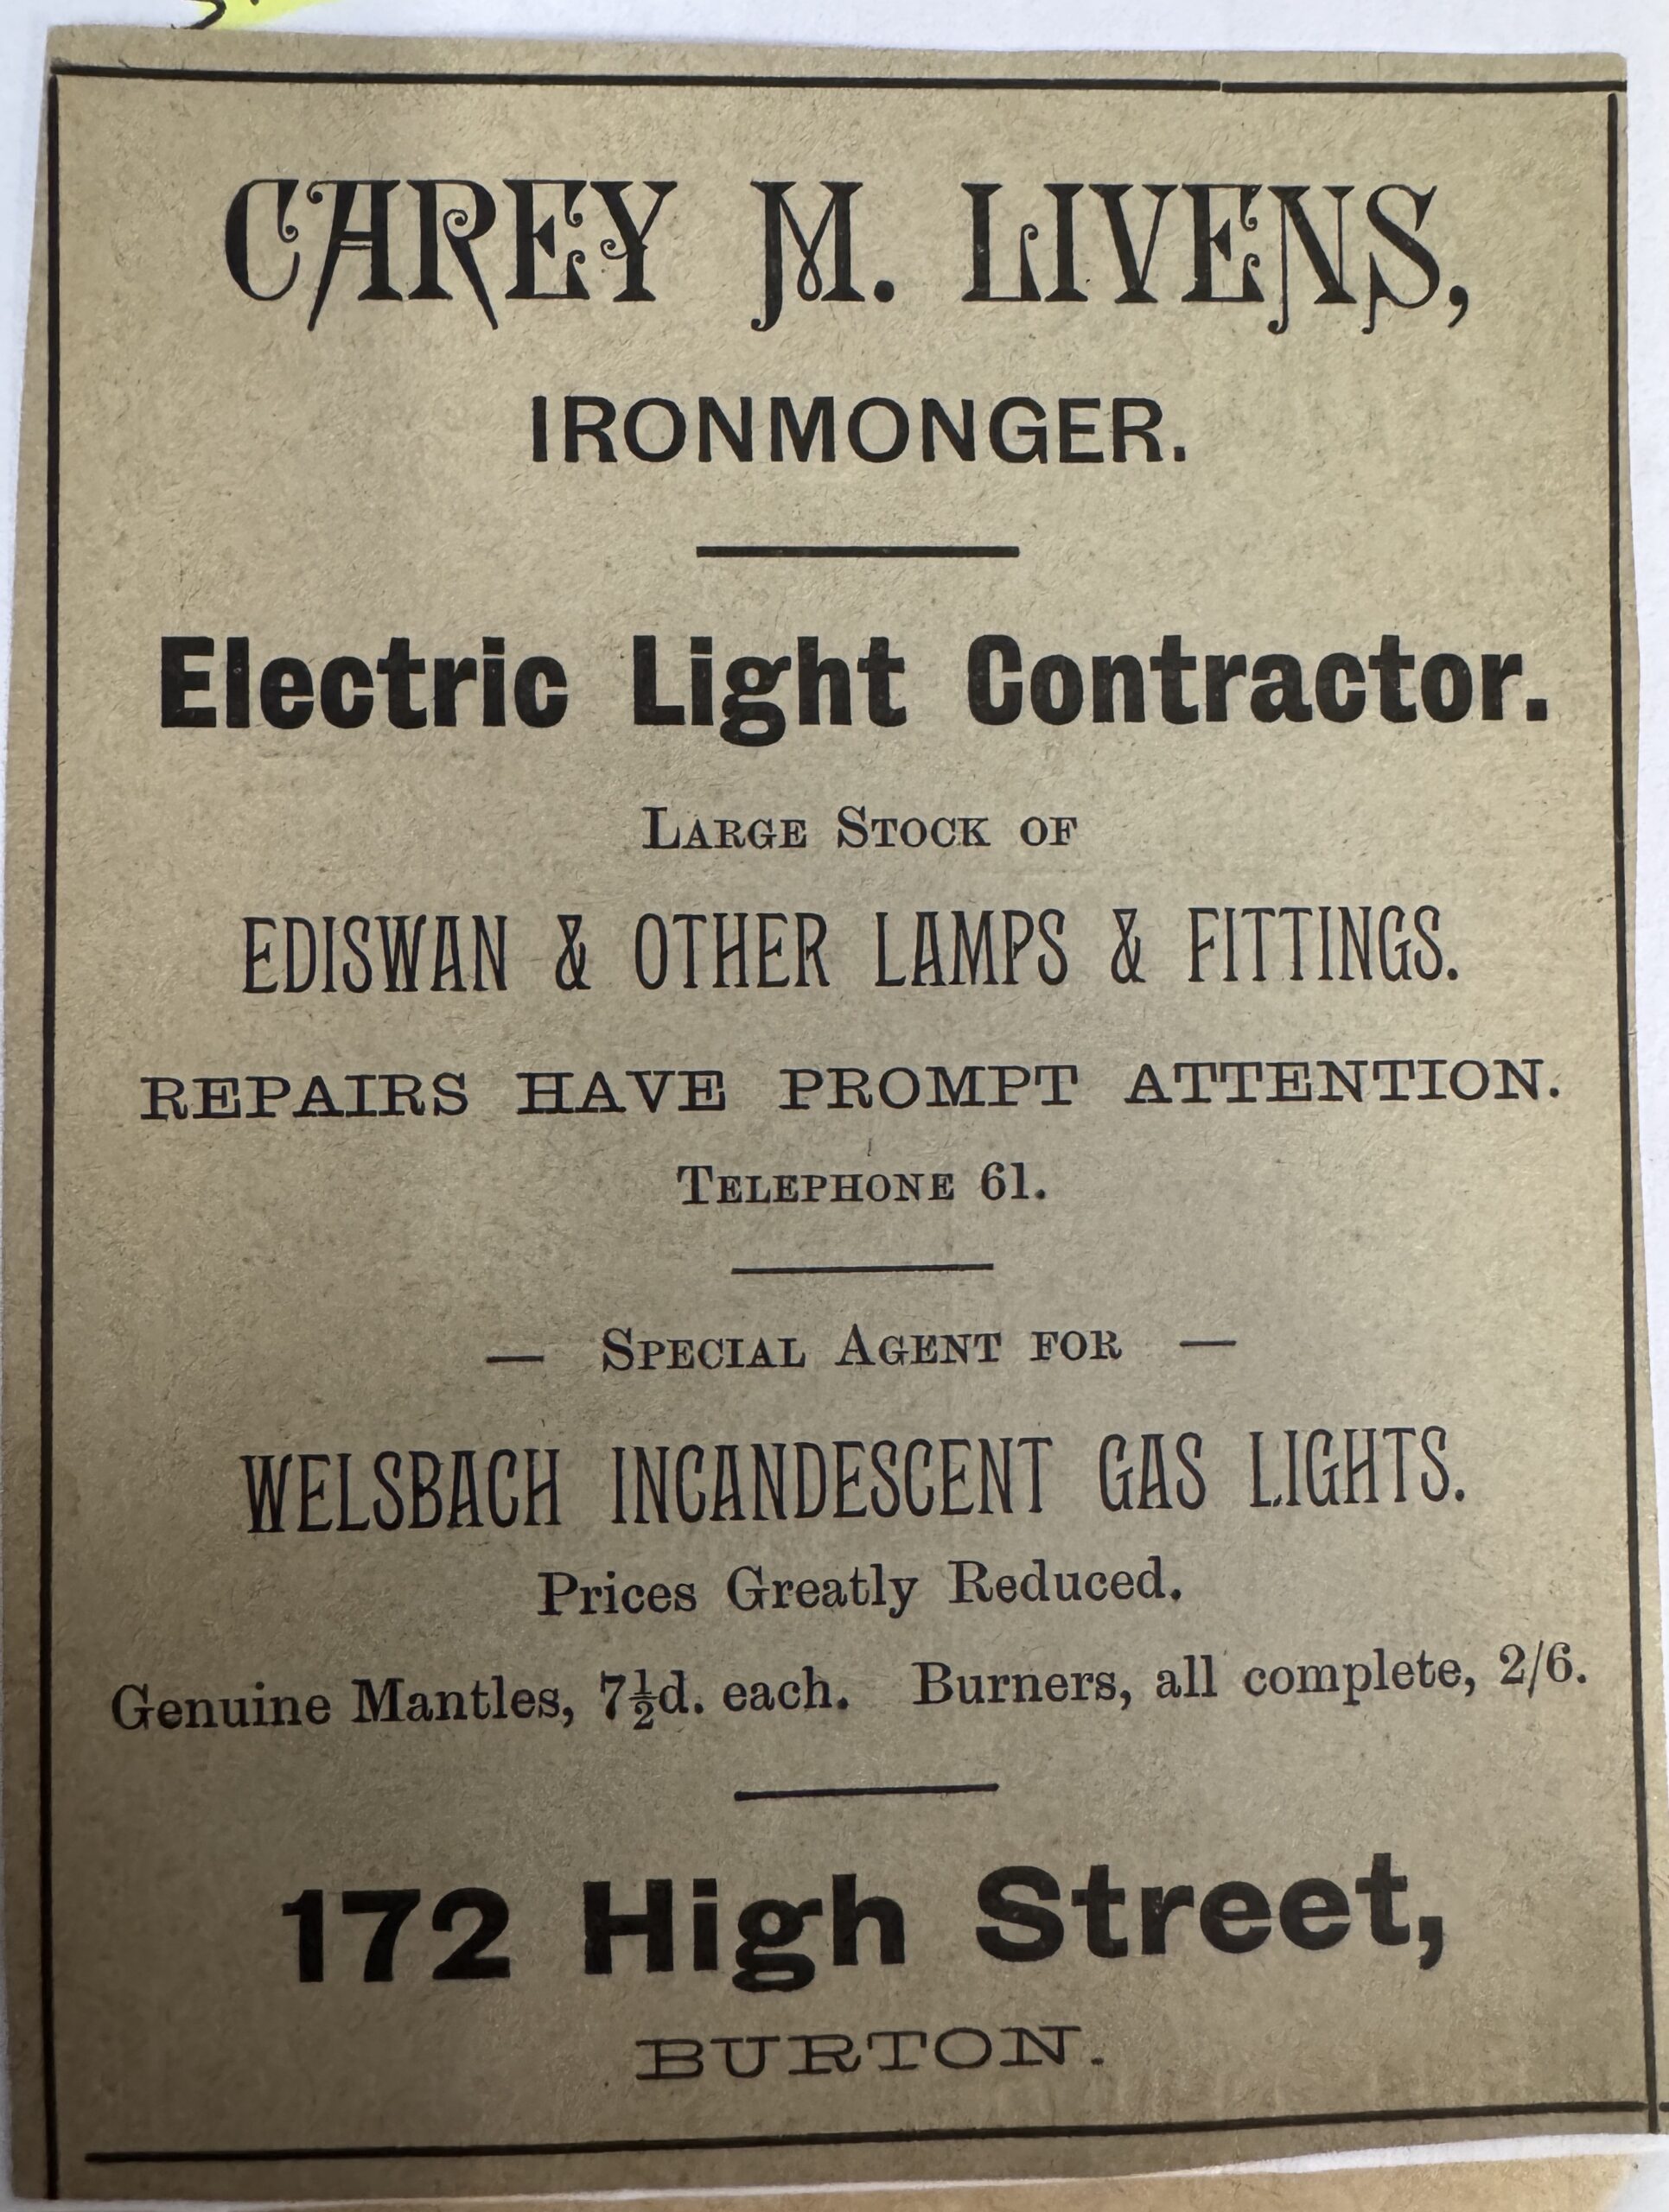 CAREY M. LIVENS,
IRONMONGER.
Electric Light Contractor.
LARGE STOCK OF
EDISWAN & OTHER LAMPS & FITTINGS.
REPAIRS HAVE PROMPT ATTENTION.
TELEPHONE 61.
— SPECIAL AGENT FOR —
WELSBACH INCANDESCENT GAS LIGHTS.
Prices Greatly Reduced.
Genuine Mantles, 7½d. each. Burners, all complete, 2/6.
172 High Street,
BURTON.